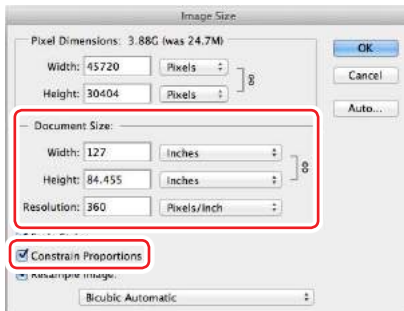 Image Size
Pixel Dimensions: 3.88G (was 24.7M)
OK
Width: 45720 Pixels
Cancel
Height: 30404 Pixels
Auto...
Document Size:
Width: 127 Inches
Height: 84.455 Inches
Resolution: 360 Pixels/Inch
Constrain Proportions
Resample Image:
Bicubic Automatic